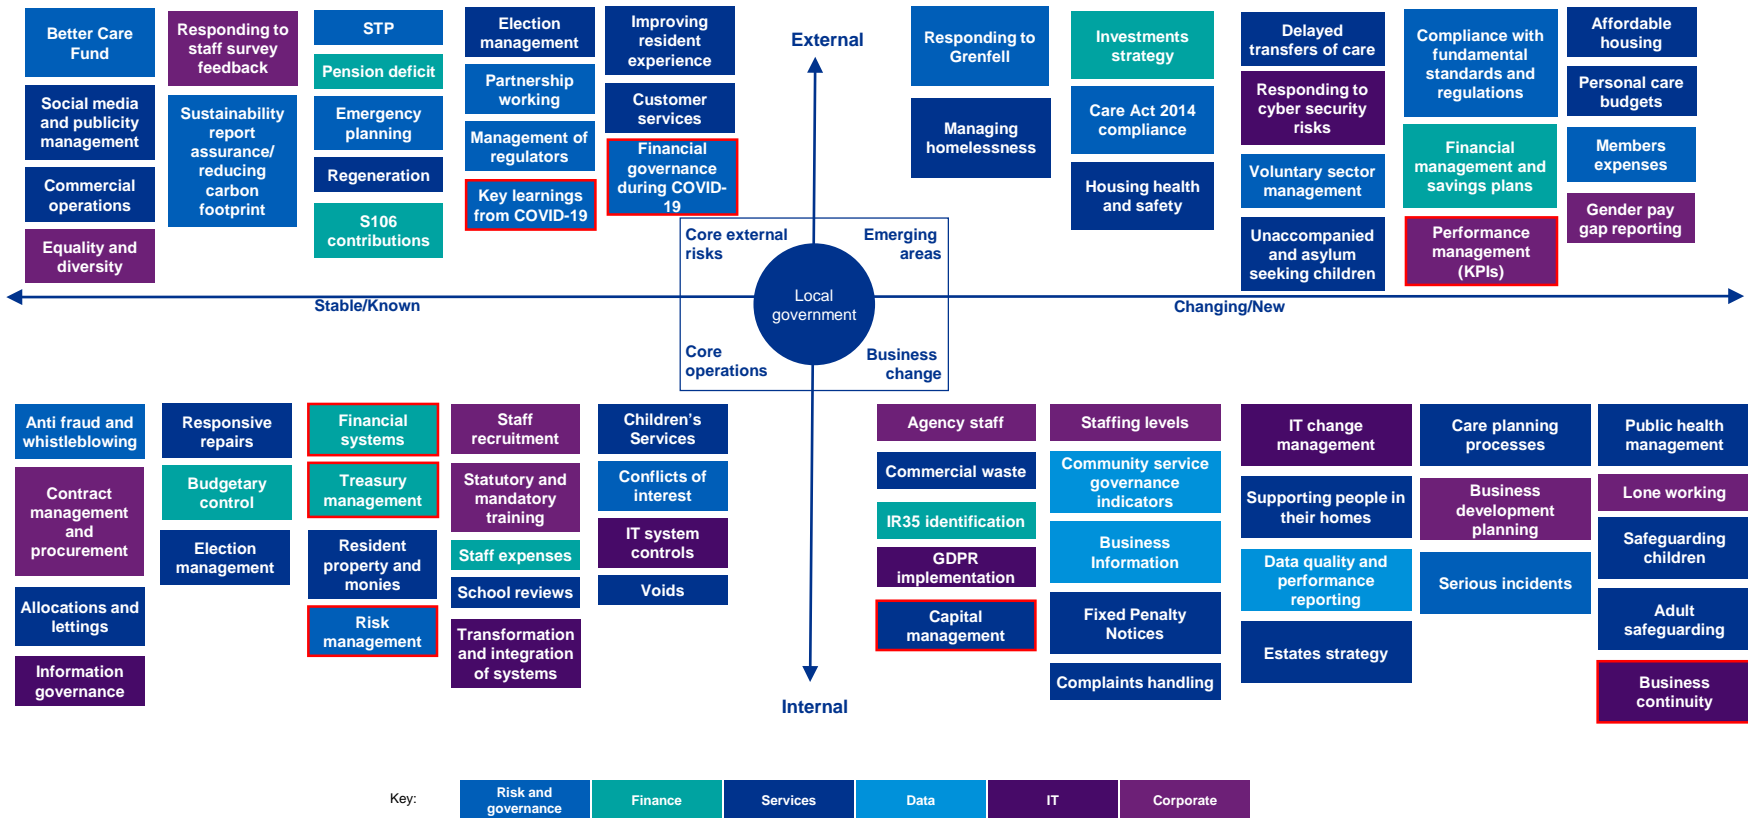 Better Care
Fund
Social media
and publicity
management
Commercial
operations
Equality and
diversity
Responding to
staff survey
feedback
Sustainability
report
assurance/
reducing
carbon
footprint
STP
Pension deficit
Emergency
planning
Regeneration
S106
contributions
Election
management
Partnership
working
Management of
regulators
Key learnings
from COVID-19
Improving
resident
experience
Customer
services
Financial
governance
during COVID-
19
External
Responding to
Grenfell
Managing
homelessness
Investments
strategy
Care Act 2014
compliance
Housing health
and safety
Delayed
transfers of care
Responding to
cyber security
risks
Voluntary sector
management
Unaccompanied
and asylum
seeking children
Compliance with
fundamental
standards and
regulations
Financial
management and
savings plans
Performance
management
(KPIs)
Affordable
housing
Personal care
budgets
Members
expenses
Gender pay
gap reporting
Core external
risks
Emerging
areas
Local
government
Core
operations
Business
change
Stable/Known
Changing/New
Anti fraud and
whistleblowing
Contract
management
and
procurement
Allocations and
lettings
Information
governance
Responsive
repairs
Budgetary
control
Election
management
Financial
systems
Treasury
management
Resident
property and
monies
Risk
management
Staff
recruitment
Statutory and
mandatory
training
Staff expenses
School reviews
Transformation
and integration
of systems
Children's
Services
Conflicts of
interest
IT system
controls
Voids
Internal
Agency staff
Commercial waste
IR35 identification
GDPR
implementation
Capital
management
Staffing levels
Community service
governance
indicators
Business
Information
Fixed Penalty
Notices
Complaints handling
IT change
management
Supporting people in
their homes
Data quality and
performance
reporting
Estates strategy
Care planning
processes
Business
development
planning
Serious incidents
Public health
management
Lone working
Safeguarding
children
Adult
safeguarding
Business
continuity
Key:
Risk and
governance
Finance
Services
Data
IT
Corporate